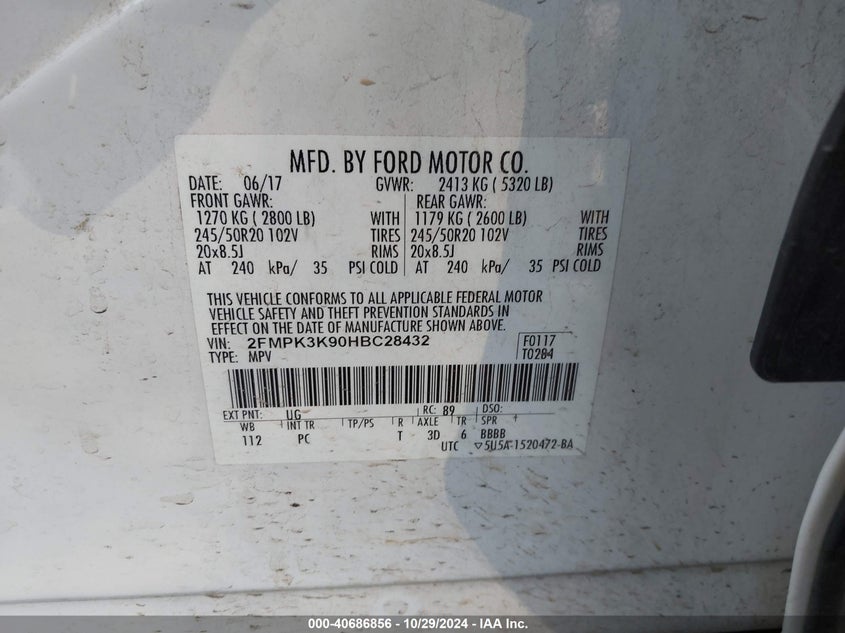 MFD. BY FORD MOTOR CO.
DATE: 06/17 GVWR: 2413 KG ( 5320 LB)
FRONT GAWR: REAR GAWR:
1270 KG ( 2800 LB) WITH 1179 KG ( 2600 LB) WITH
245/50R20 102V TIRES 245/50R20 102V TIRES
20x8.5J RIMS 20x8.5J RIMS
AT 240 kPa/ 35 PSI COLD AT 240 kPa/ 35 PSI COLD
THIS VEHICLE CONFORMS TO ALL APPLICABLE FEDERAL MOTOR
VEHICLE SAFETY AND THEFT PREVENTION STANDARDS IN
EFFECT ON THE DATE OF MANUFACTURE SHOWN ABOVE.
VIN: 2FMPK3K90HBC28432 F0117
TYPE: MPV T0284
EXT PNT: UG RC: 89 DSO:
WB INT TR TP/PS R AXLE TR SPR
112 PC T 3D 6 BBBB
UTC ▽5U5A-1520472-BA
000-40686856 - 10/29/2024 - IAA Inc.